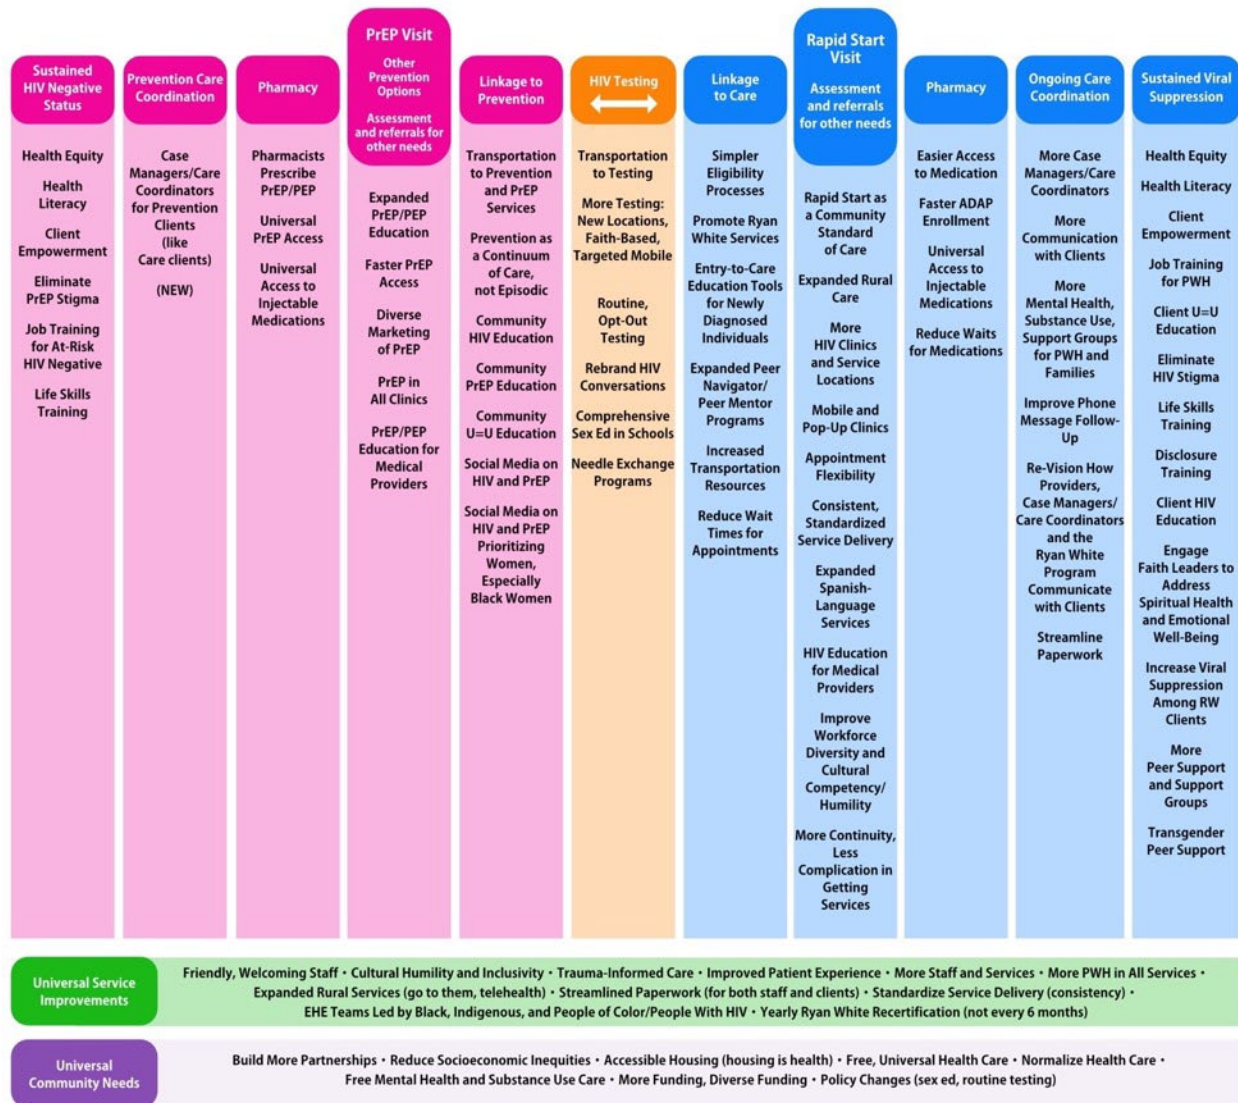 Sustained
HIV Negative
Status
Health Equity
Health
Literacy
Client
Empowerment
Eliminate
PrEP Stigma
Job Training
for At-Risk
HIV Negative
Life Skills
Training
Prevention Care
Coordination
Case
Managers/Care
Coordinators
for Prevention
Clients
(like
Care clients)
(NEW)
Pharmacy
Pharmacists
Prescribe
PrEP/PEP
Universal
PrEP Access
Universal
Access to
Injectable
Medications
PrEP Visit
Other
Prevention
Options
Assessment
and referrals for
other needs
Expanded
PrEP/PEP
Education
Faster PrEP
Access
Diverse
Marketing
of PrEP
PrEP in
All Clinics
PrEP/PEP
Education for
Medical
Providers
Linkage to
Prevention
Transportation
to Prevention
and PrEP
Services
Prevention as
a Continuum
of Care,
not Episodic
Community
HIV Education
Community
PrEP Education
Community
U=U Education
Social Media on
HIV and PrEP
Social Media on
HIV and PrEP
Prioritizing
Women,
Especially
Black Women
HIV Testing
Transportation
to Testing
More Testing:
New Locations,
Faith-Based,
Targeted Mobile
Routine,
Opt-Out
Testing
Rebrand HIV
Conversations
Comprehensive
Sex Ed in Schools
Needle Exchange
Programs
Linkage
to Care
Simpler
Eligibility
Processes
Promote Ryan
White Services
Entry-to-Care
Education Tools
for Newly
Diagnosed
Individuals
Expanded Peer
Navigator/
Peer Mentor
Programs
Increased
Transportation
Resources
Reduce Wait
Times for
Appointments
Rapid Start
Visit
Assessment
and referrals
for other needs
Rapid Start as
a Community
Standard
of Care
Expanded Rural
Care
More
HIV Clinics
and Service
Locations
Mobile and
Pop-Up Clinics
Appointment
Flexibility
Consistent,
Standardized
Service Delivery
Expanded
Spanish-
Language
Services
HIV Education
for Medical
Providers
Improve
Workforce
Diversity and
Cultural
Competency/
Humility
More Continuity,
Less
Complication in
Getting
Services
Pharmacy
Easier Access
to Medication
Faster ADAP
Enrollment
Universal
Access to
Injectable
Medications
Reduce Waits
for Medications
Ongoing Care
Coordination
More Case
Managers/Care
Coordinators
More
Communication
with Clients
More
Mental Health,
Substance Use,
Support Groups
for PWH and
Families
Improve Phone
Message Follow-
Up
Re-Vision How
Providers,
Case Managers/
Care Coordinators
and the
Ryan White
Program
Communicate
with Clients
Streamline
Paperwork
Sustained Viral
Suppression
Health Equity
Health Literacy
Client
Empowerment
Job Training
for PWH
Client U=U
Education
Eliminate
HIV Stigma
Life Skills
Training
Disclosure
Training
Client HIV
Education
Engage
Faith Leaders to
Address
Spiritual Health
and Emotional
Well-Being
Increase Viral
Suppression
Among RW
Clients
More
Peer Support
and Support
Groups
Transgender
Peer Support
Universal Service
Improvements
Friendly, Welcoming Staff • Cultural Humility and Inclusivity • Trauma-Informed Care • Improved Patient Experience • More Staff and Services • More PWH in All Services •
Expanded Rural Services (go to them, telehealth) • Streamlined Paperwork (for both staff and clients) • Standardize Service Delivery (consistency) •
EHE Teams Led by Black, Indigenous, and People of Color/People With HIV • Yearly Ryan White Recertification (not every 6 months)
Universal
Community Needs
Build More Partnerships • Reduce Socioeconomic Inequities • Accessible Housing (housing is health) • Free, Universal Health Care • Normalize Health Care •
Free Mental Health and Substance Use Care • More Funding, Diverse Funding • Policy Changes (sex ed, routine testing)